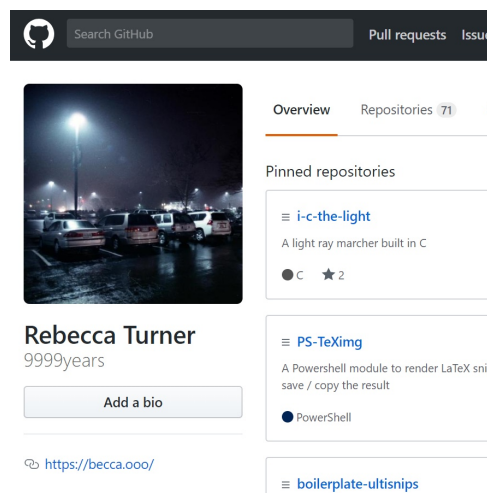 Search GitHub
Pull requests
Overview
Repositories 71
Pinned repositories
i-c-the-light
A light ray marcher built in C
C 2
PS-TeXimg
A Powershell module to render LaTeX
save / copy the result
PowerShell
boilerplate-ultisnips
Rebecca Turner
9999years
Add a bio
https://becca.ooo/